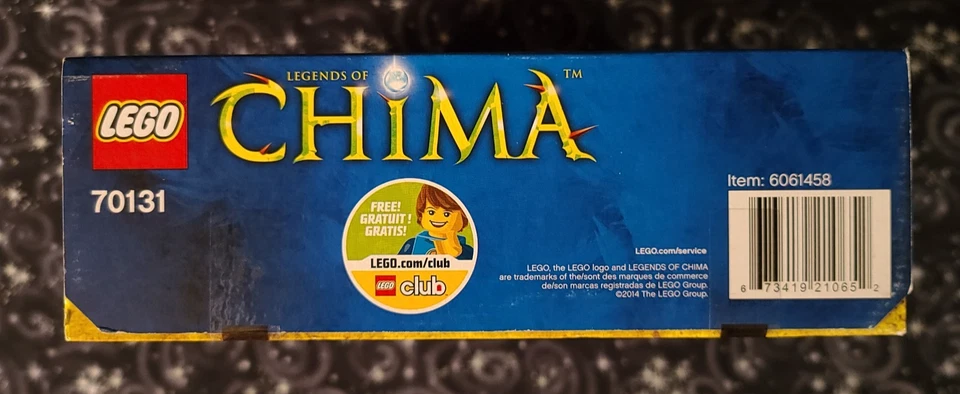 LEGO
LEGENDS OF
CHiMA™
70131
FREE!
GRATUIT!
GRATIS!
LEGO.com/club
LEGO club
LEGO.com/service
LEGO, the LEGO logo and LEGENDS OF CHIMA
are trademarks of the/sont des marques de commerce
de/son marcas registradas de LEGO Group.
©2014 The LEGO Group.
Item: 6061458
6 73419 21065 2